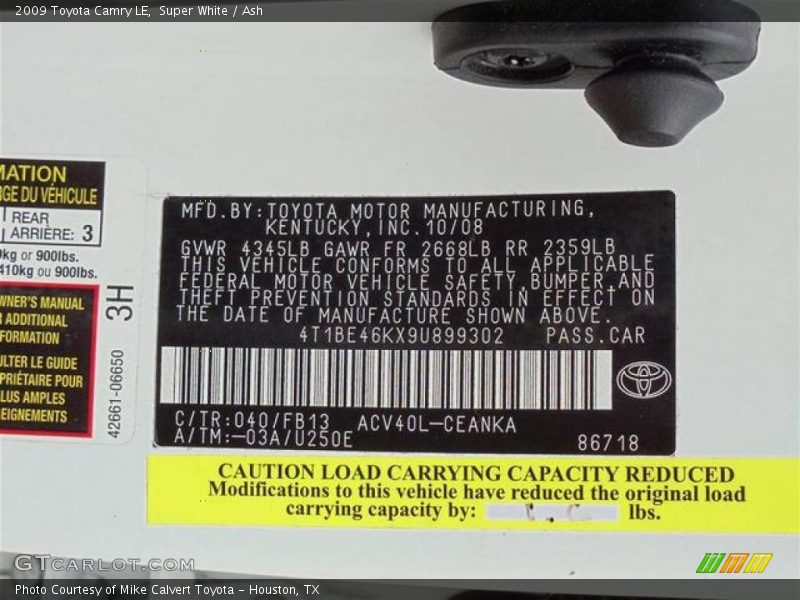 2009 Toyota Camry LE, Super White / Ash
MATION
RGE DU VÉHICULE
REAR
ARRIÈRE: 3
kg or 900lbs.
410kg ou 900lbs.
WNER'S MANUAL
ADDITIONAL
FORMATION
ULTER LE GUIDE
PRIÉTAIRE POUR
LUS AMPLES
EIGNEMENTS
3H
42661-06650
MFD.BY:TOYOTA MOTOR MANUFACTURING,
KENTUCKY,INC.10/08
GVWR 4345LB GAWR FR 2668LB RR 2359LB
THIS VEHICLE CONFORMS TO ALL APPLICABLE
FEDERAL MOTOR VEHICLE SAFETY,BUMPER,AND
THEFT PREVENTION STANDARDS IN EFFECT ON
THE DATE OF MANUFACTURE SHOWN ABOVE.
4T1BE46KX9U899302 PASS.CAR
C/TR:040/FB13 ACV40L-CEANKA
A/TM:-03A/U250E 86718
CAUTION LOAD CARRYING CAPACITY REDUCED
Modifications to this vehicle have reduced the original load
carrying capacity by: lbs.
GTCARLOT.COM
Photo Courtesy of Mike Calvert Toyota - Houston, TX